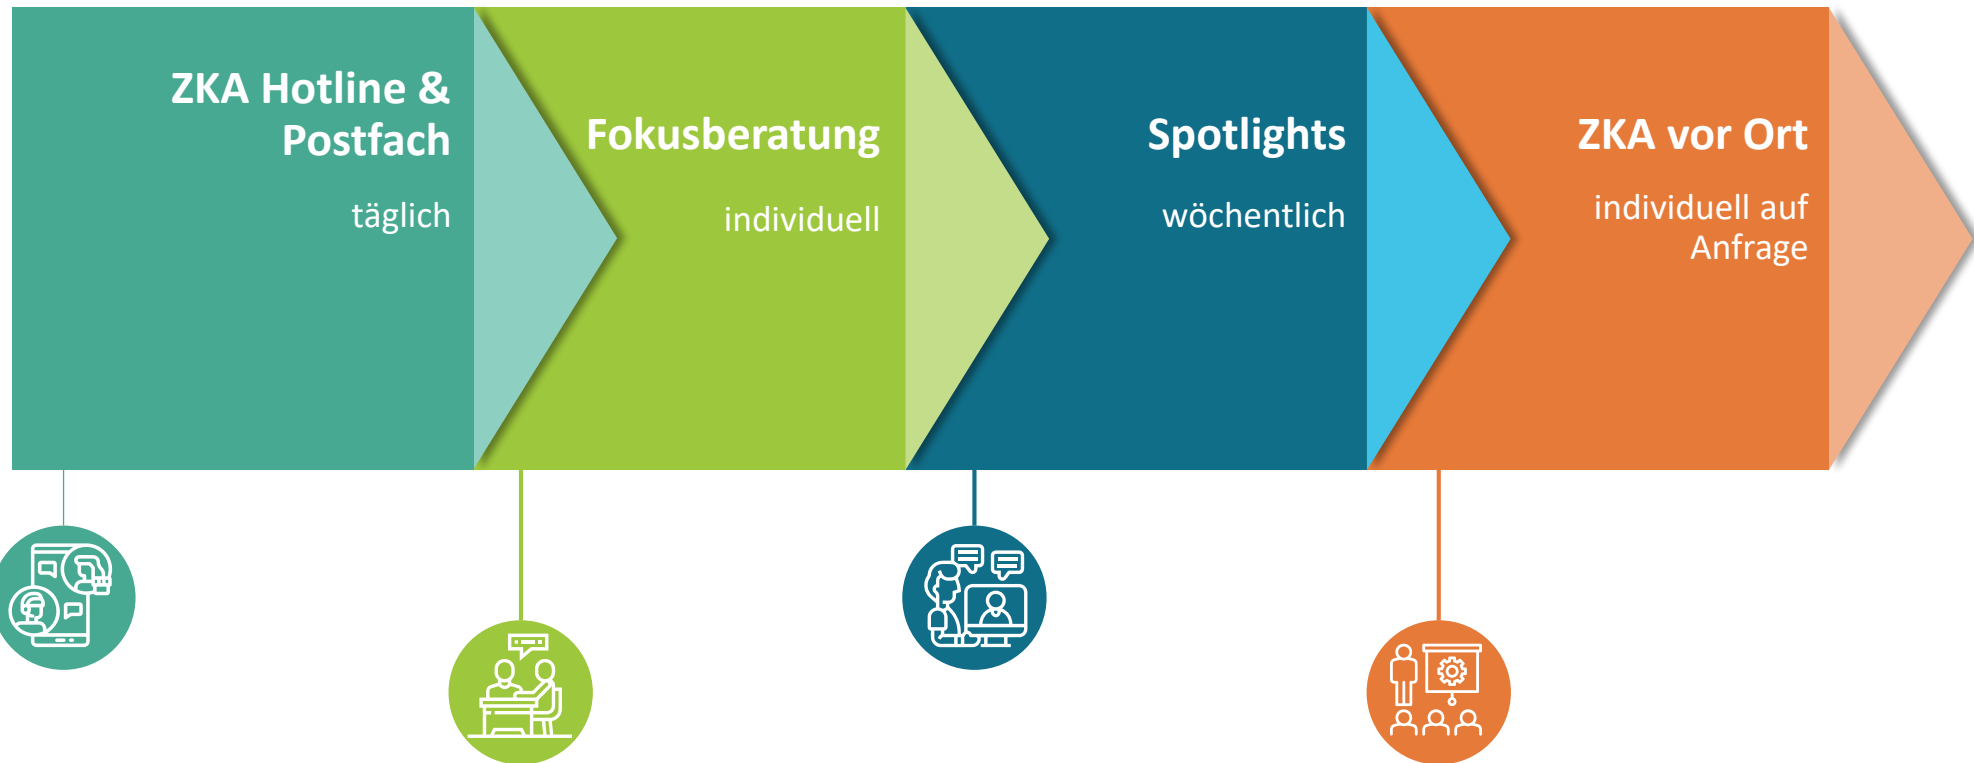 ZKA Hotline &
Postfach
täglich
Fokusberatung
individuell
Spotlights
wöchentlich
ZKA vor Ort
individuell auf
Anfrage